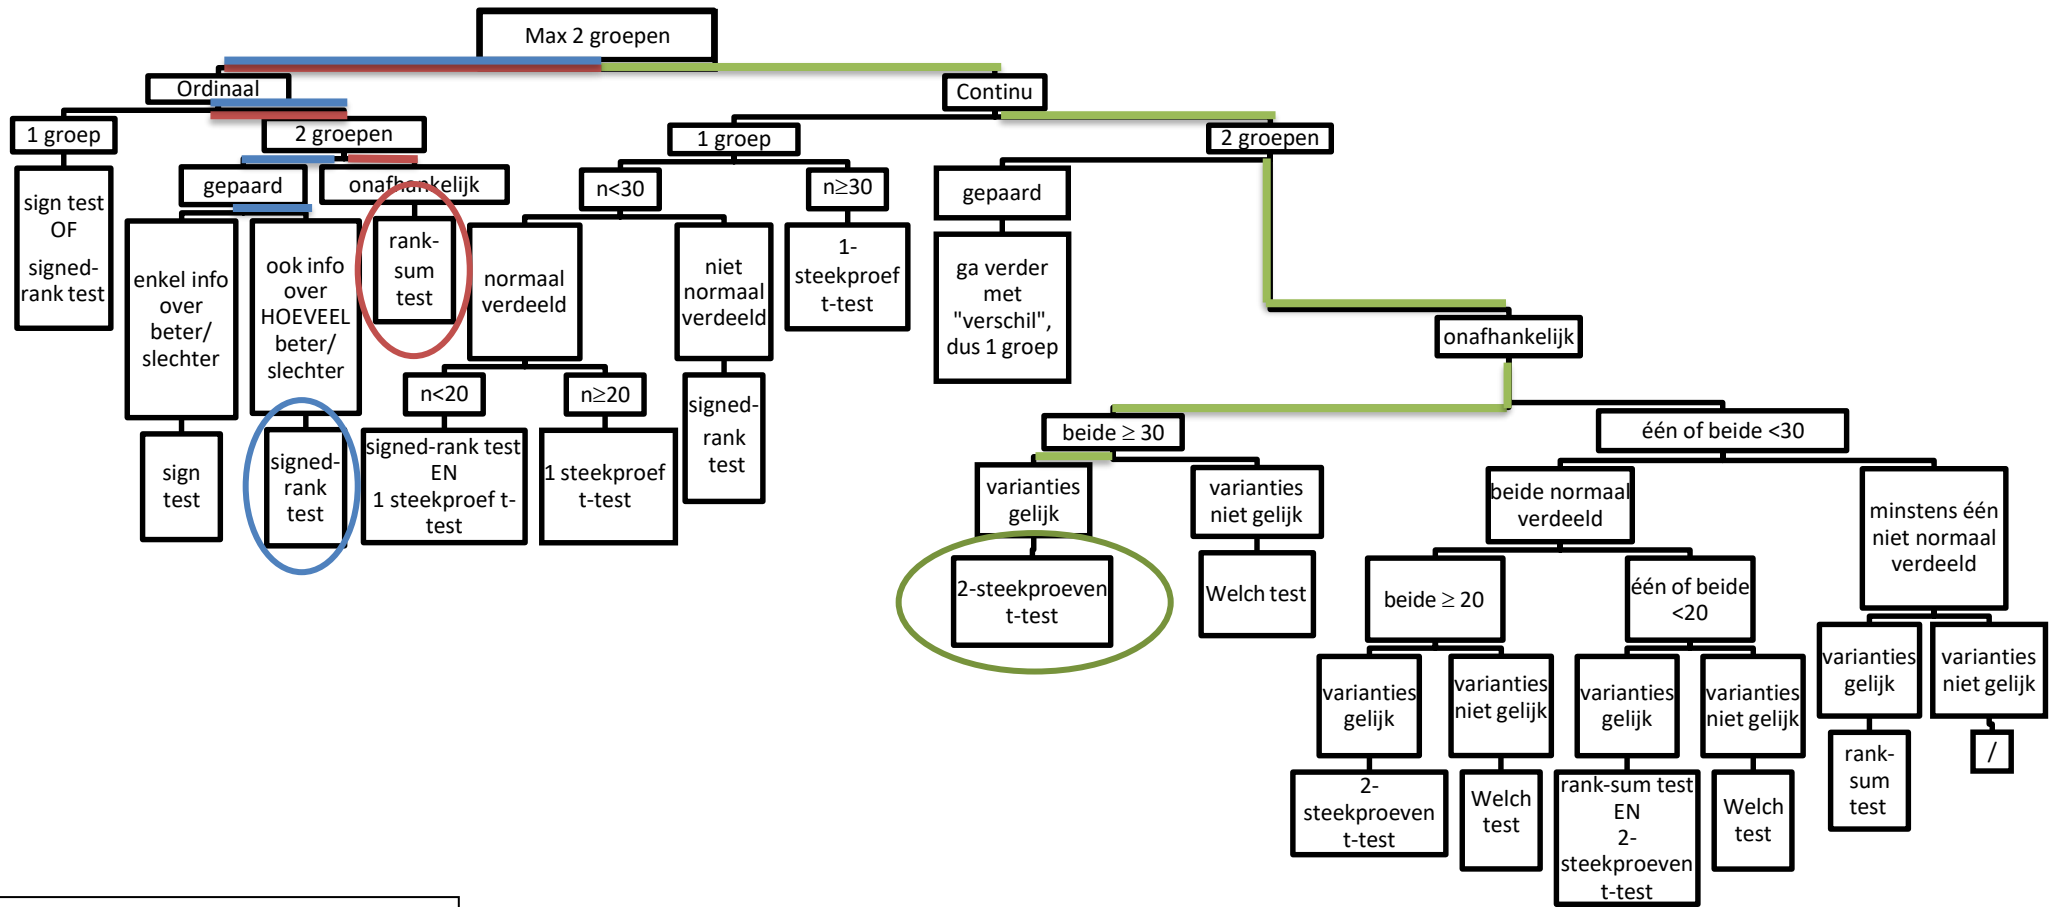 Max 2 groepen
Ordinaal
Continu
1 groep
2 groepen
1 groep
2 groepen
sign test
OF
signed-
rank test
gepaard
onafhankelijk
enkel info
over
beter/
slechter
ook info
over
HOEVEEL
beter/
slechter
rank-
sum
test
sign
test
signed-
rank
test
n<30
n≥30
normaal
verdeeld
niet
normaal
verdeeld
1-
steekproef
t-test
n<20
n≥20
signed-rank test
EN
1 steekproef t-
test
1 steekproef
t-test
signed-
rank
test
gepaard
ga verder
met
"verschil",
dus 1 groep
onafhankelijk
beide ≥ 30
één of beide <30
varianties
gelijk
varianties
niet gelijk
2-steekproeven
t-test
Welch test
beide normaal
verdeeld
minstens één
niet normaal
verdeeld
beide ≥ 20
één of beide
<20
varianties
gelijk
varianties
niet gelijk
varianties
gelijk
varianties
niet gelijk
varianties
gelijk
varianties
niet gelijk
2-
steekproeven
t-test
Welch
test
rank-sum test
EN
2-
steekproeven
t-test
Welch
test
rank-
sum
test
/